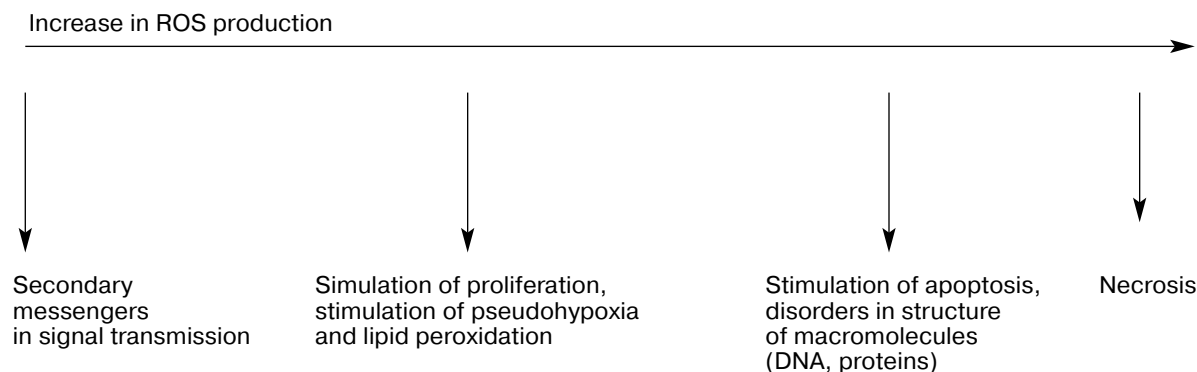 Increase in ROS production
Secondary
messengers
in signal transmission
Simulation of proliferation,
stimulation of pseudohypoxia
and lipid peroxidation
Stimulation of apoptosis,
disorders in structure
of macromolecules
(DNA, proteins)
Necrosis